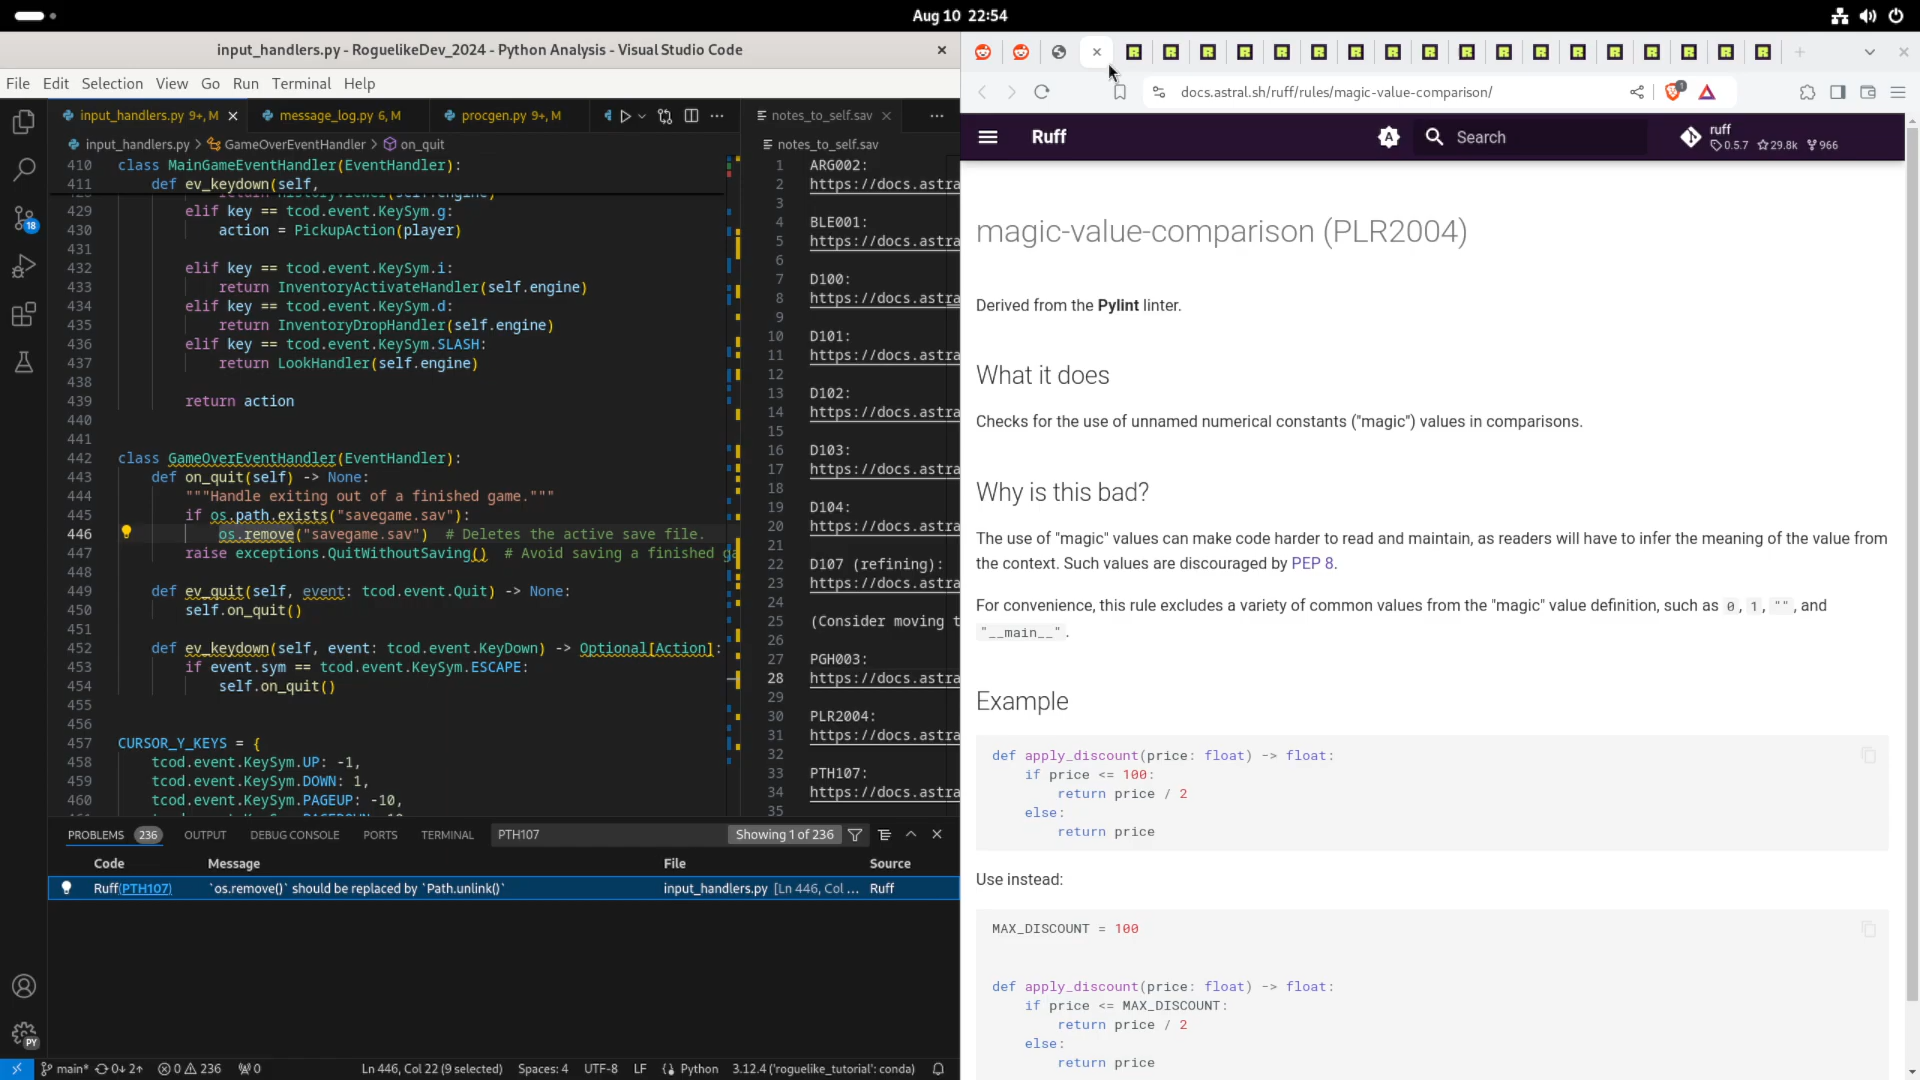 Aug 10 22:54
input_handlers.py - RoguelikeDev_2024 - Python Analysis - Visual Studio Code
File Edit Selection View Go Run Terminal Help
input_handlers.py 9+, M
message_log.py 6, M
procgen.py 9+, M
notes_to_self.sav
input_handlers.py > GameOverEventHandler > on_quit
notes_to_self.sav
410 class MainGameEventHandler(EventHandler):
411 def ev_keydown(self,
429 elif key == tcod.event.KeySym.g:
430 action = PickupAction(player)
431
432 elif key == tcod.event.KeySym.i:
433 return InventoryActivateHandler(self.engine)
434 elif key == tcod.event.KeySym.d:
435 return InventoryDropHandler(self.engine)
436 elif key == tcod.event.KeySym.SLASH:
437 return LookHandler(self.engine)
438
439 return action
440
441
442 class GameOverEventHandler(EventHandler):
443 def on_quit(self) -> None:
444 """Handle exiting out of a finished game."""
445 if os.path.exists("savegame.sav"):
446 os.remove("savegame.sav")  # Deletes the active save file.
447 raise exceptions.QuitWithoutSaving()  # Avoid saving a finished ga
448
449 def ev_quit(self, event: tcod.event.Quit) -> None:
450 self.on_quit()
451
452 def ev_keydown(self, event: tcod.event.KeyDown) -> Optional[Action]:
453 if event.sym == tcod.event.KeySym.ESCAPE:
454 self.on_quit()
455
456
457 CURSOR_Y_KEYS = {
458 tcod.event.KeySym.UP: -1,
459 tcod.event.KeySym.DOWN: 1,
460 tcod.event.KeySym.PAGEUP: -10,
1 ARG002:
2 https://docs.astra
3
4 BLE001:
5 https://docs.astra
6
7 D100:
8 https://docs.astra
9
10 D101:
11 https://docs.astra
12
13 D102:
14 https://docs.astra
15
16 D103:
17 https://docs.astra
18
19 D104:
20 https://docs.astra
21
22 D107 (refining):
23 https://docs.astra
24
25 (Consider moving t
26
27 PGH003:
28 https://docs.astra
29
30 PLR2004:
31 https://docs.astra
32
33 PTH107:
34 https://docs.astra
35
PROBLEMS 236 OUTPUT DEBUG CONSOLE PORTS TERMINAL PTH107 Showing 1 of 236
Code Message File Source
Ruff(PTH107) `os.remove()` should be replaced by `Path.unlink()` input_handlers.py [Ln 446, Col ... Ruff
18
PY
main* 0↓ 2↑ 0 236 0 Ln 446, Col 22 (9 selected) Spaces: 4 UTF-8 LF Python 3.12.4 ('roguelike_tutorial': conda)
docs.astral.sh/ruff/rules/magic-value-comparison/
1
Ruff
Search
ruff
0.5.7 29.8k 966
magic-value-comparison (PLR2004)
Derived from the Pylint linter.
What it does
Checks for the use of unnamed numerical constants ("magic") values in comparisons.
Why is this bad?
The use of "magic" values can make code harder to read and maintain, as readers will have to infer the meaning of the value from
the context. Such values are discouraged by PEP 8.
For convenience, this rule excludes a variety of common values from the "magic" value definition, such as 0, 1, "", and
"__main__".
Example
def apply_discount(price: float) -> float:
if price <= 100:
return price / 2
else:
return price
Use instead:
MAX_DISCOUNT = 100
def apply_discount(price: float) -> float:
if price <= MAX_DISCOUNT:
return price / 2
else:
return price